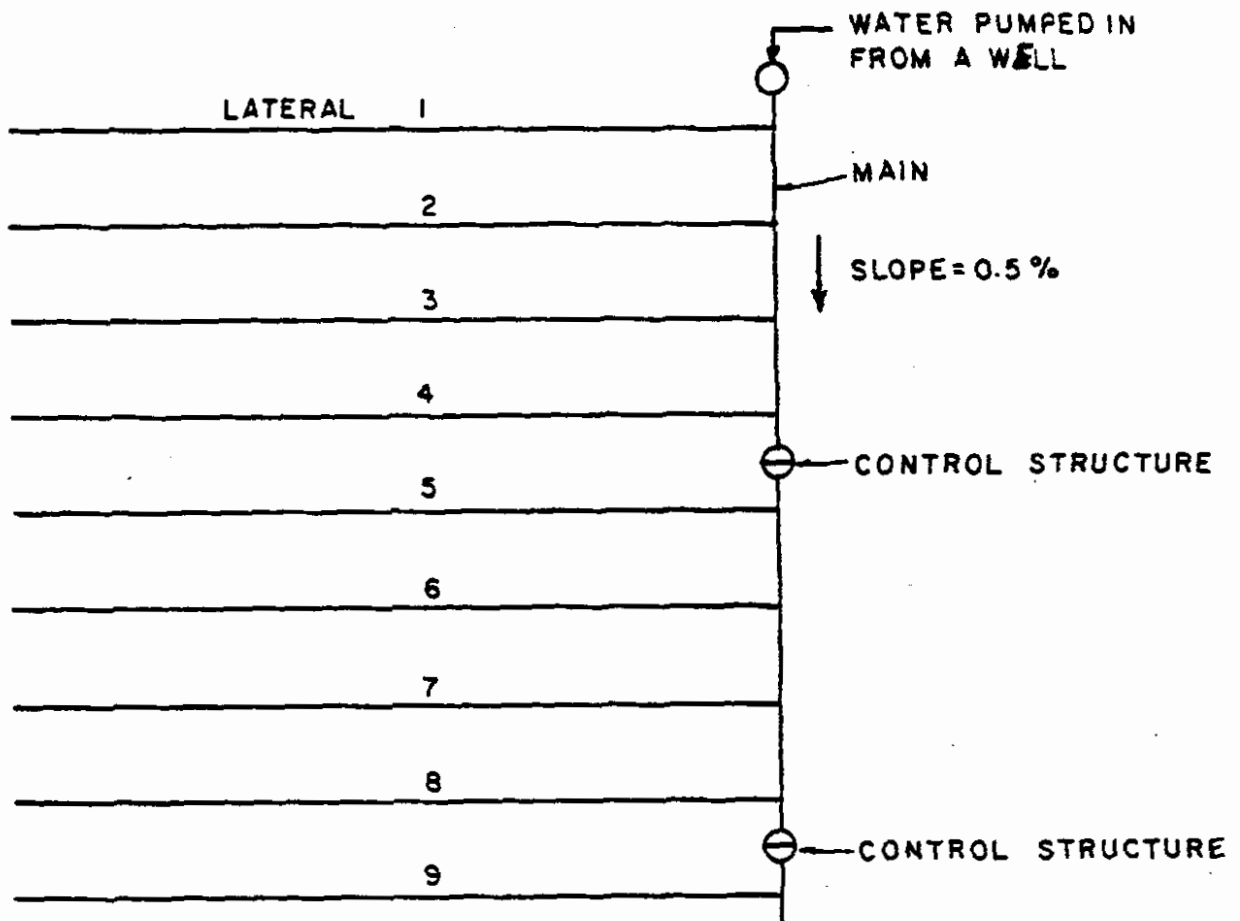 WATER PUMPED IN
FROM A WELL
LATERAL 1
MAIN
2
SLOPE = 0.5 %
3
4
CONTROL STRUCTURE
5
6
7
8
CONTROL STRUCTURE
9